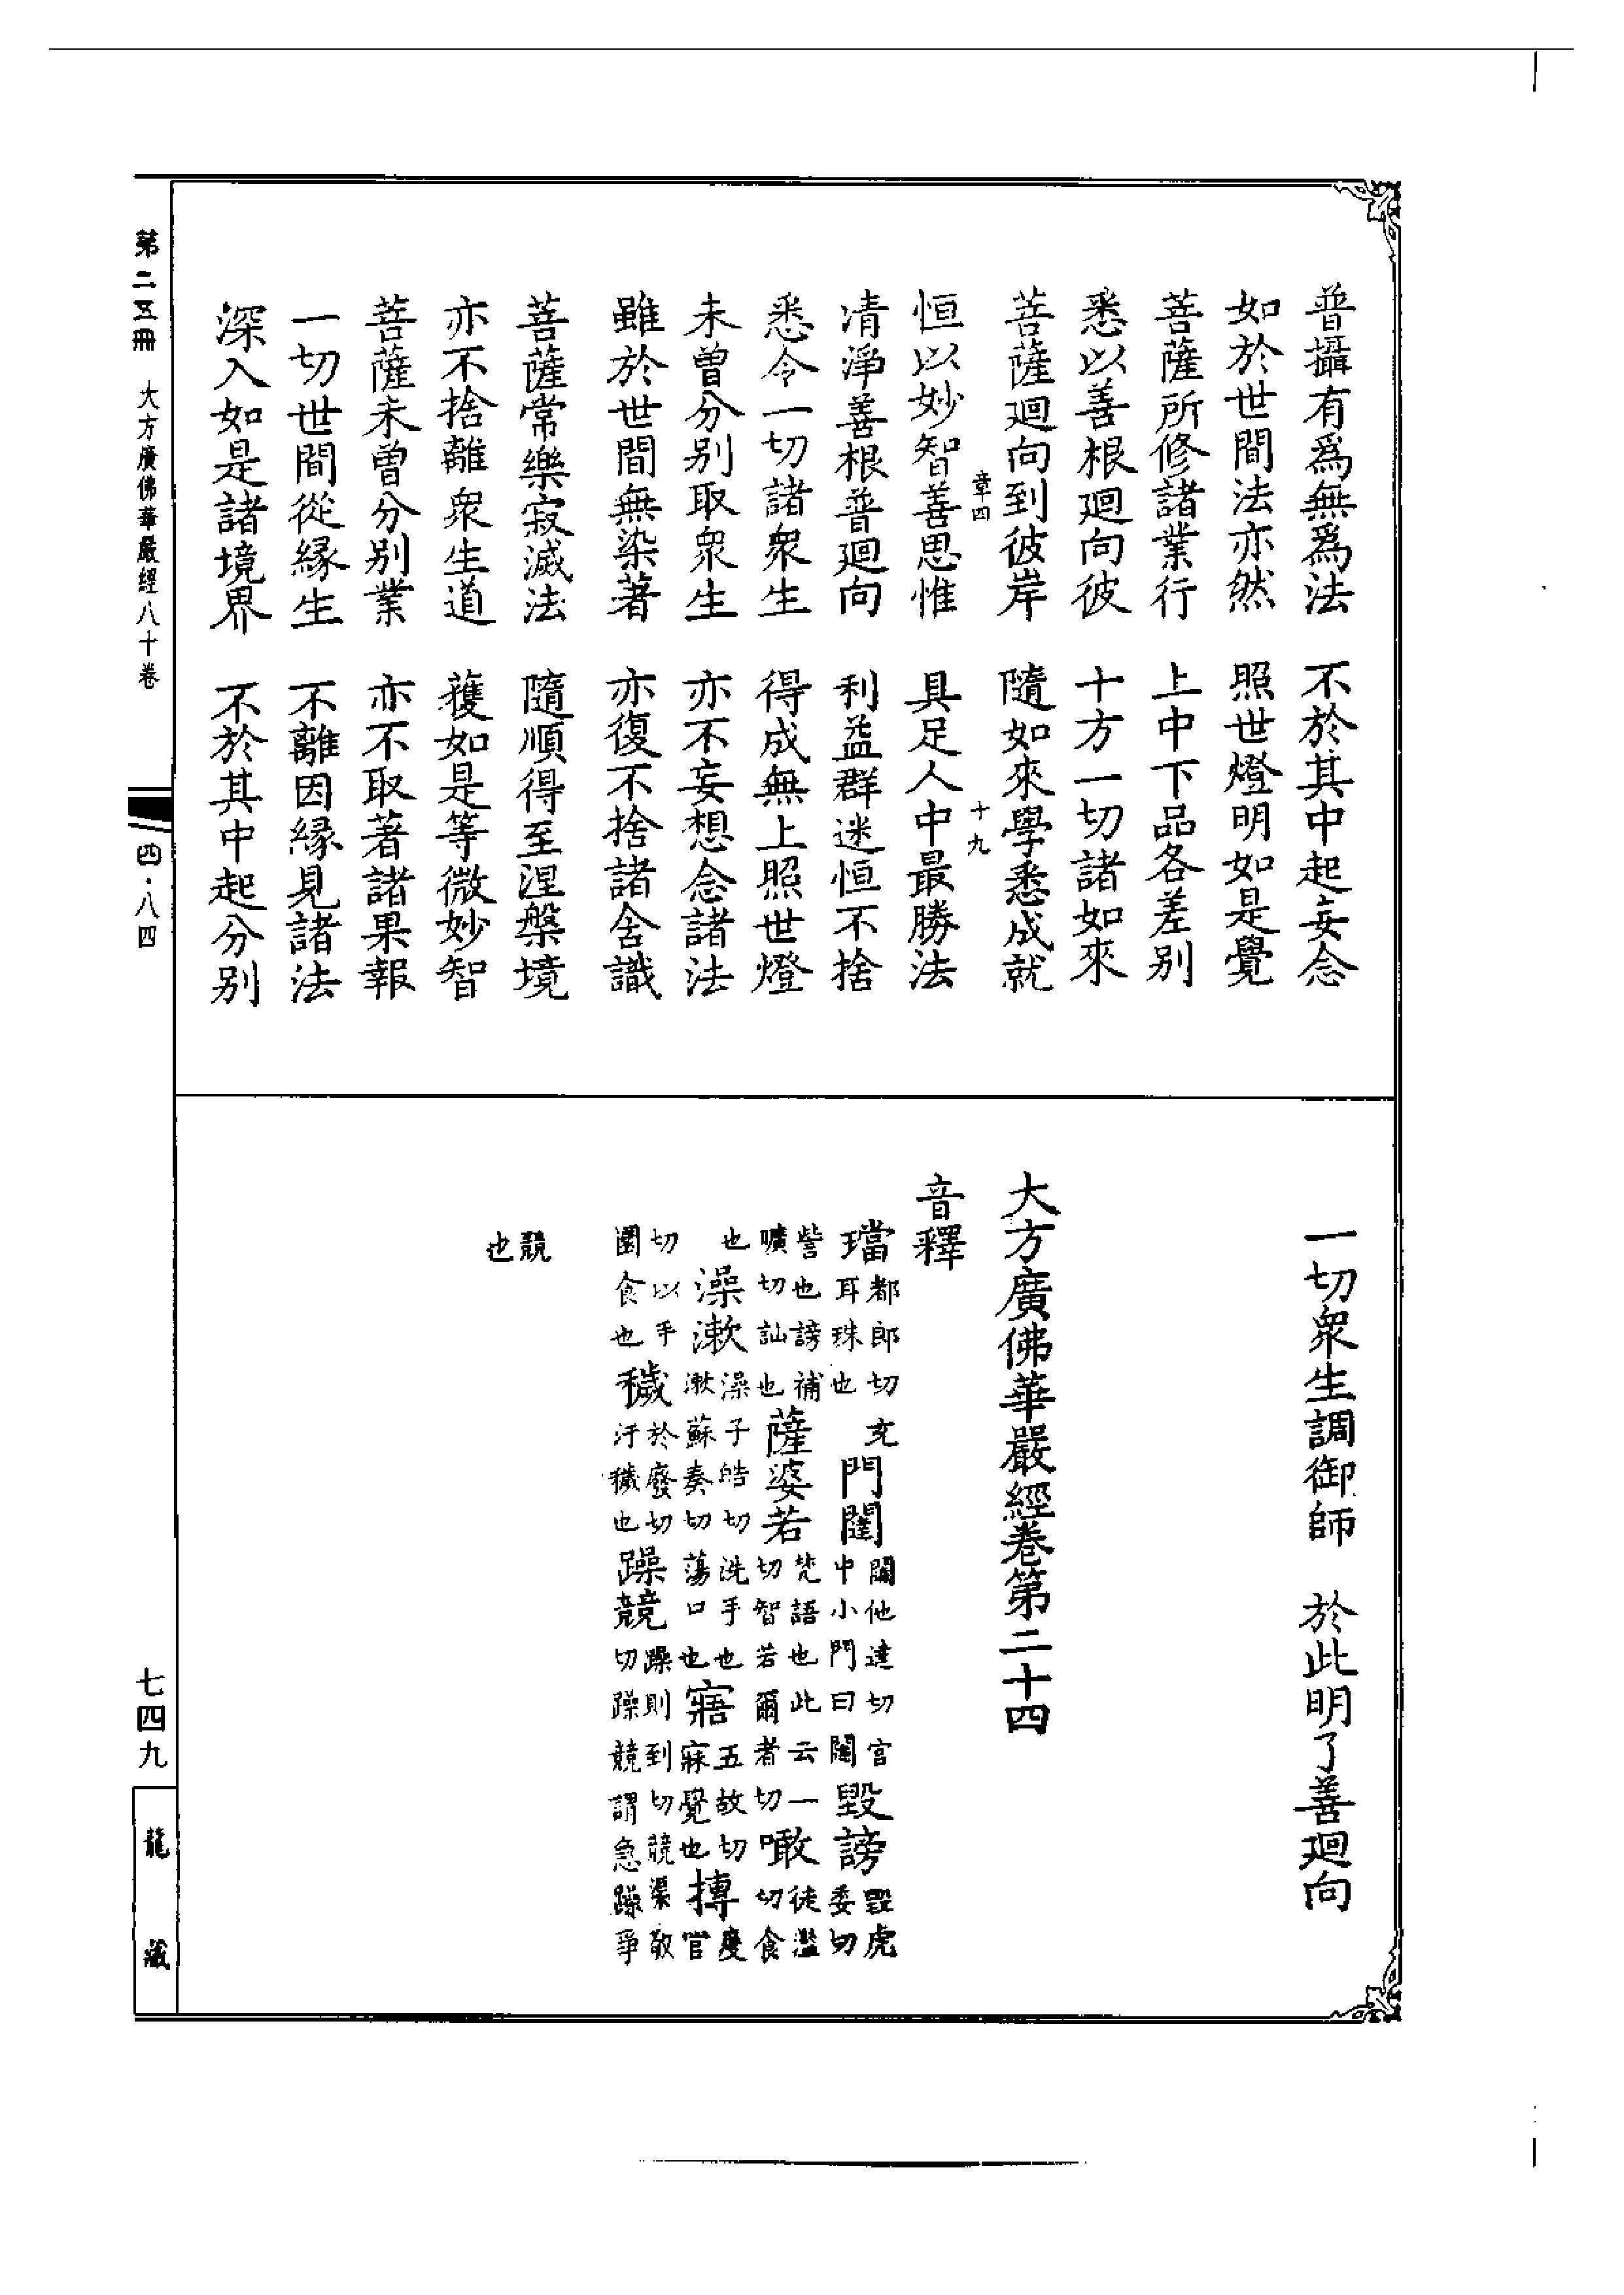 普攝有爲無爲法　不於其中起妄念
如於世間法亦然　照世燈明如是覺
菩薩所修諸業行　上中下品各差别
悉以善根迴向彼　十方一切諸如來
菩薩迴向到彼岸　隨如來學悉成就
章四　十九
恒以妙智善思惟　具足人中最勝法
清淨善根普迴向　利益群迷恒不捨
悉令一切諸衆生　得成無上照世燈
未曾分别取衆生　亦不妄想念諸法
雖於世間無染著　亦復不捨諸含識
菩薩常樂寂滅法　隨順得至涅槃境
亦不捨離衆生道　獲如是等微妙智
菩薩未曾分别業　亦不取著諸果報
一切世間從緣生　不離因緣見諸法
深入如是諸境界　不於其中起分别
一切衆生調御師　於此明了善迴向
大方廣佛華嚴經卷第二十四
音釋
璫都郎切充耳珠也　門闥闥他達切宫中小門曰闥　毀謗毀虎委切
訾也謗補曠切訕也　薩婆若梵語也此云一切智若爾者切　噉徒濫切食
也　澡漱澡子皓切洗手也漱蘇奏切蕩口也　寤五故切寐覺也　摶度官
切以手圜食也　穢於廢切汙穢也　躁競躁則到切競渠敬切躁競謂急躁爭
競也
第二五冊　大方廣佛華嚴經八十卷　四・八四　七四九　龍藏